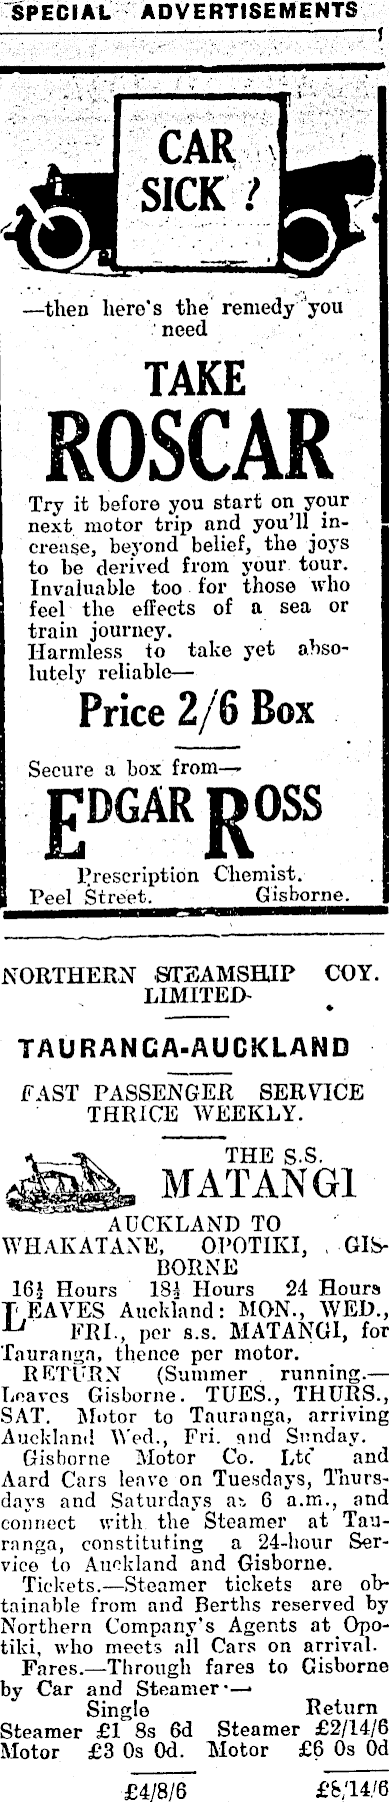 SPECIAL ADVERTISEMENTS
CAR
SICK ?
—then here's the remedy you
need
TAKE
ROSCAR
Try it before you start on your
next motor trip and you'll in-
crease, beyond belief, the joys
to be derived from your tour.
Invaluable too for those who
feel the effects of a sea or
train journey.
Harmless to take yet abso-
lutely reliable—
Price 2/6 Box
Secure a box from—
EDGAR ROSS
Prescription Chemist.
Peel Street. Gisborne.
NORTHERN STEAMSHIP COY.
LIMITED.
TAURANGA-AUCKLAND
FAST PASSENGER SERVICE
THRICE WEEKLY.
THE S.S.
MATANGI
AUCKLAND TO
WHAKATANE, OPOTIKI, GIS-
BORNE
16½ Hours 18½ Hours 24 Hours
LEAVES Auckland: MON., WED.,
FRI., per s.s. MATANGI, for
Tauranga, thence per motor.
RETURN (Summer running.—
Leaves Gisborne. TUES., THURS.,
SAT. Motor to Tauranga, arriving
Auckland Wed., Fri. and Sunday.
Gisborne Motor Co. Ltd and
Aard Cars leave on Tuesdays, Thurs-
days and Saturdays at 6 a.m., and
connect with the Steamer at Tau-
ranga, constituting a 24-hour Ser-
vice to Auckland and Gisborne.
Tickets.—Steamer tickets are ob-
tainable from and Berths reserved by
Northern Company's Agents at Opo-
tiki, who meets all Cars on arrival.
Fares.—Through fares to Gisborne
by Car and Steamer—
Single Return
Steamer £1 8s 6d Steamer £2/14/6
Motor £3 0s 0d. Motor £6 0s 0d
£4/8/6 £8/14/6